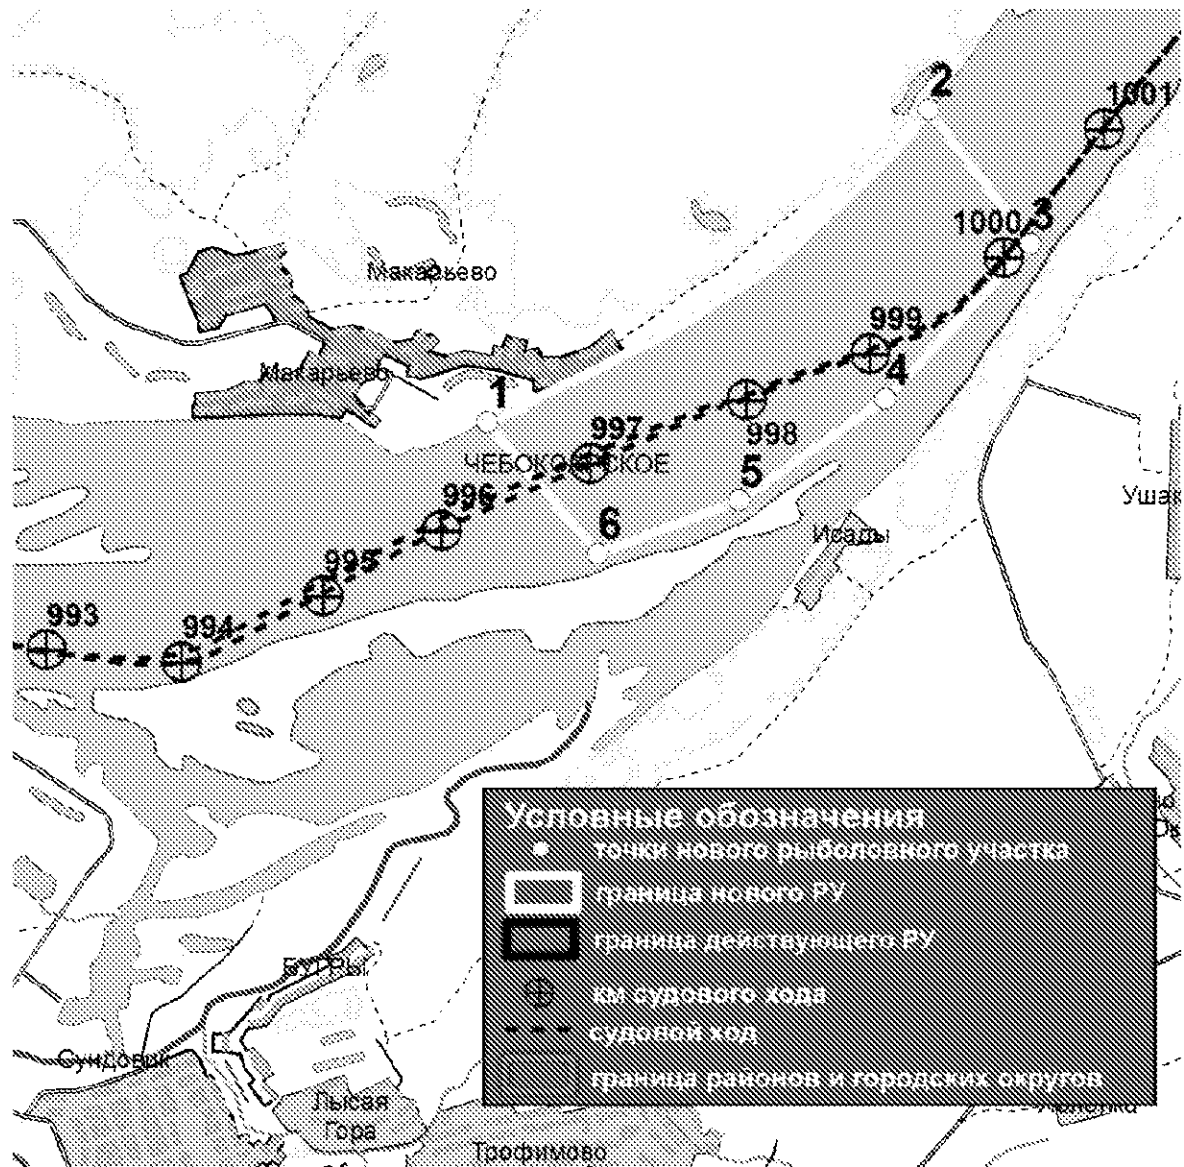 2
1001
1000 3
Макарьево
999
Макарьево
4
1
997
998
996
5
Исады
6
995
993
994
Условные обозначения
точки нового рыболовного участка
граница нового РУ
граница действующего РУ
км судового хода
судовой ход
граница районов и городских округов
БУГРЫ
Сундовик
Лысая
Гора
Трофимово